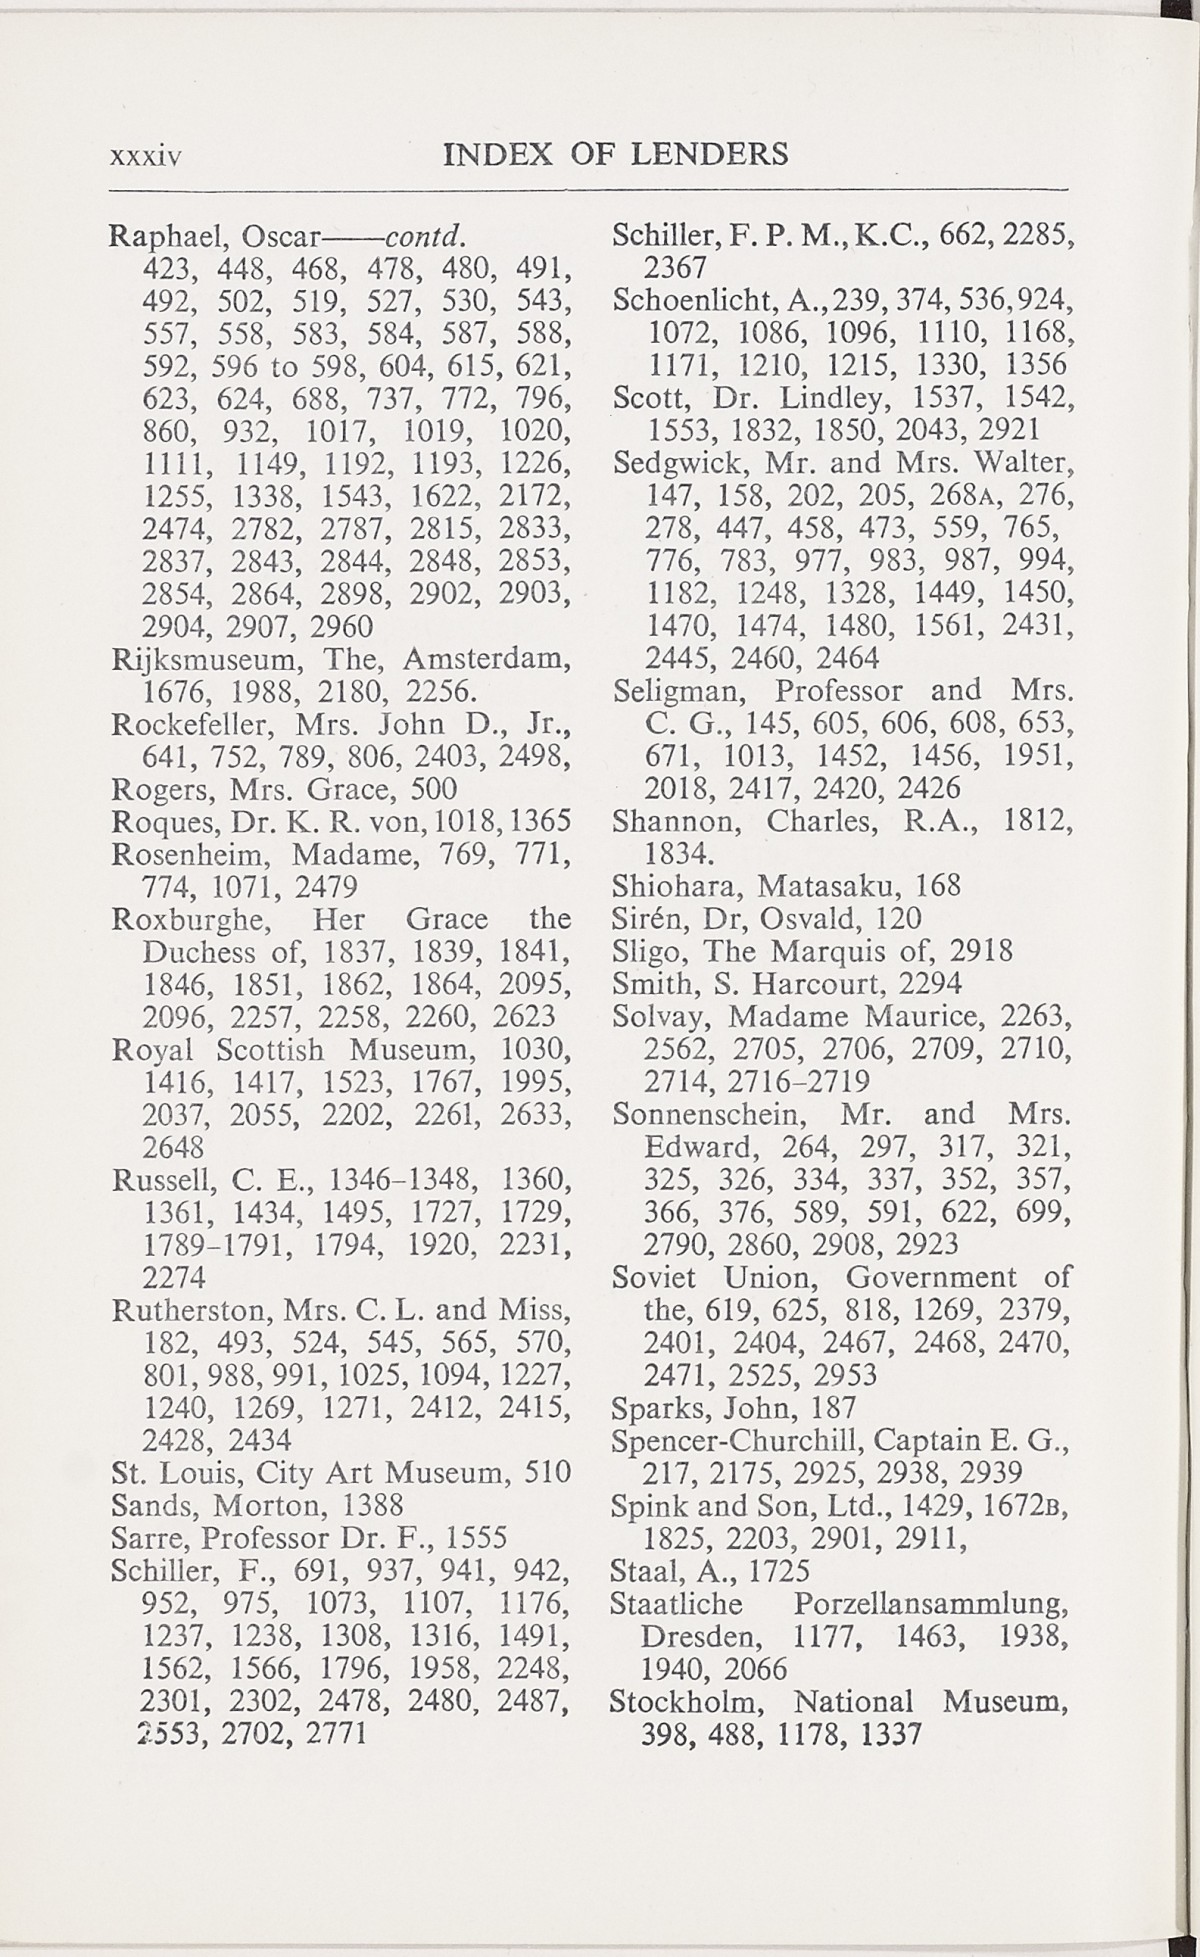 xxxiv
INDEX OF LENDERS
Raphael, Oscar——contd.
423, 448, 468, 478, 480, 491,
492, 502, 519, 527, 530, 543,
557, 558, 583, 584, 587, 588,
592, 596 to 598, 604, 615, 621,
623, 624, 688, 737, 772, 796,
860, 932, 1017, 1019, 1020,
1111, 1149, 1192, 1193, 1226,
1255, 1338, 1543, 1622, 2172,
2474, 2782, 2787, 2815, 2833,
2837, 2843, 2844, 2848, 2853,
2854, 2864, 2898, 2902, 2903,
2904, 2907, 2960
Rijksmuseum, The, Amsterdam,
1676, 1988, 2180, 2256.
Rockefeller, Mrs. John D., Jr.,
641, 752, 789, 806, 2403, 2498,
Rogers, Mrs. Grace, 500
Roques, Dr. K. R. von, 1018, 1365
Rosenheim, Madame, 769, 771,
774, 1071, 2479
Roxburghe, Her Grace the
Duchess of, 1837, 1839, 1841,
1846, 1851, 1862, 1864, 2095,
2096, 2257, 2258, 2260, 2623
Royal Scottish Museum, 1030,
1416, 1417, 1523, 1767, 1995,
2037, 2055, 2202, 2261, 2633,
2648
Russell, C. E., 1346–1348, 1360,
1361, 1434, 1495, 1727, 1729,
1789–1791, 1794, 1920, 2231,
2274
Rutherston, Mrs. C. L. and Miss,
182, 493, 524, 545, 565, 570,
801, 988, 991, 1025, 1094, 1227,
1240, 1269, 1271, 2412, 2415,
2428, 2434
St. Louis, City Art Museum, 510
Sands, Morton, 1388
Sarre, Professor Dr. F., 1555
Schiller, F., 691, 937, 941, 942,
952, 975, 1073, 1107, 1176,
1237, 1238, 1308, 1316, 1491,
1562, 1566, 1796, 1958, 2248,
2301, 2302, 2478, 2480, 2487,
2553, 2702, 2771
Schiller, F. P. M., K.C., 662, 2285,
2367
Schoenlicht, A., 239, 374, 536, 924,
1072, 1086, 1096, 1110, 1168,
1171, 1210, 1215, 1330, 1356
Scott, Dr. Lindley, 1537, 1542,
1553, 1832, 1850, 2043, 2921
Sedgwick, Mr. and Mrs. Walter,
147, 158, 202, 205, 268A, 276,
278, 447, 458, 473, 559, 765,
776, 783, 977, 983, 987, 994,
1182, 1248, 1328, 1449, 1450,
1470, 1474, 1480, 1561, 2431,
2445, 2460, 2464
Seligman, Professor and Mrs.
C. G., 145, 605, 606, 608, 653,
671, 1013, 1452, 1456, 1951,
2018, 2417, 2420, 2426
Shannon, Charles, R.A., 1812,
1834.
Shiohara, Matasaku, 168
Sirén, Dr, Osvald, 120
Sligo, The Marquis of, 2918
Smith, S. Harcourt, 2294
Solvay, Madame Maurice, 2263,
2562, 2705, 2706, 2709, 2710,
2714, 2716–2719
Sonnenschein, Mr. and Mrs.
Edward, 264, 297, 317, 321,
325, 326, 334, 337, 352, 357,
366, 376, 589, 591, 622, 699,
2790, 2860, 2908, 2923
Soviet Union, Government of
the, 619, 625, 818, 1269, 2379,
2401, 2404, 2467, 2468, 2470,
2471, 2525, 2953
Sparks, John, 187
Spencer-Churchill, Captain E. G.,
217, 2175, 2925, 2938, 2939
Spink and Son, Ltd., 1429, 1672B,
1825, 2203, 2901, 2911,
Staal, A., 1725
Staatliche Porzellansammlung,
Dresden, 1177, 1463, 1938,
1940, 2066
Stockholm, National Museum,
398, 488, 1178, 1337